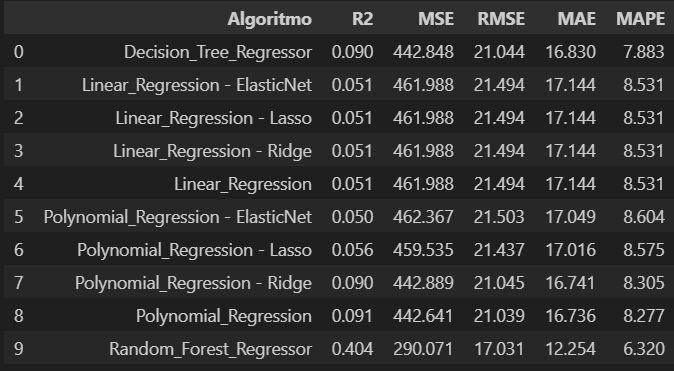 Algoritmo R2 MSE RMSE MAE MAPE
0 Decision_Tree_Regressor 0.090 442.848 21.044 16.830 7.883
1 Linear_Regression - ElasticNet 0.051 461.988 21.494 17.144 8.531
2 Linear_Regression - Lasso 0.051 461.988 21.494 17.144 8.531
3 Linear_Regression - Ridge 0.051 461.988 21.494 17.144 8.531
4 Linear_Regression 0.051 461.988 21.494 17.144 8.531
5 Polynomial_Regression - ElasticNet 0.050 462.367 21.503 17.049 8.604
6 Polynomial_Regression - Lasso 0.056 459.535 21.437 17.016 8.575
7 Polynomial_Regression - Ridge 0.090 442.889 21.045 16.741 8.305
8 Polynomial_Regression 0.091 442.641 21.039 16.736 8.277
9 Random_Forest_Regressor 0.404 290.071 17.031 12.254 6.320